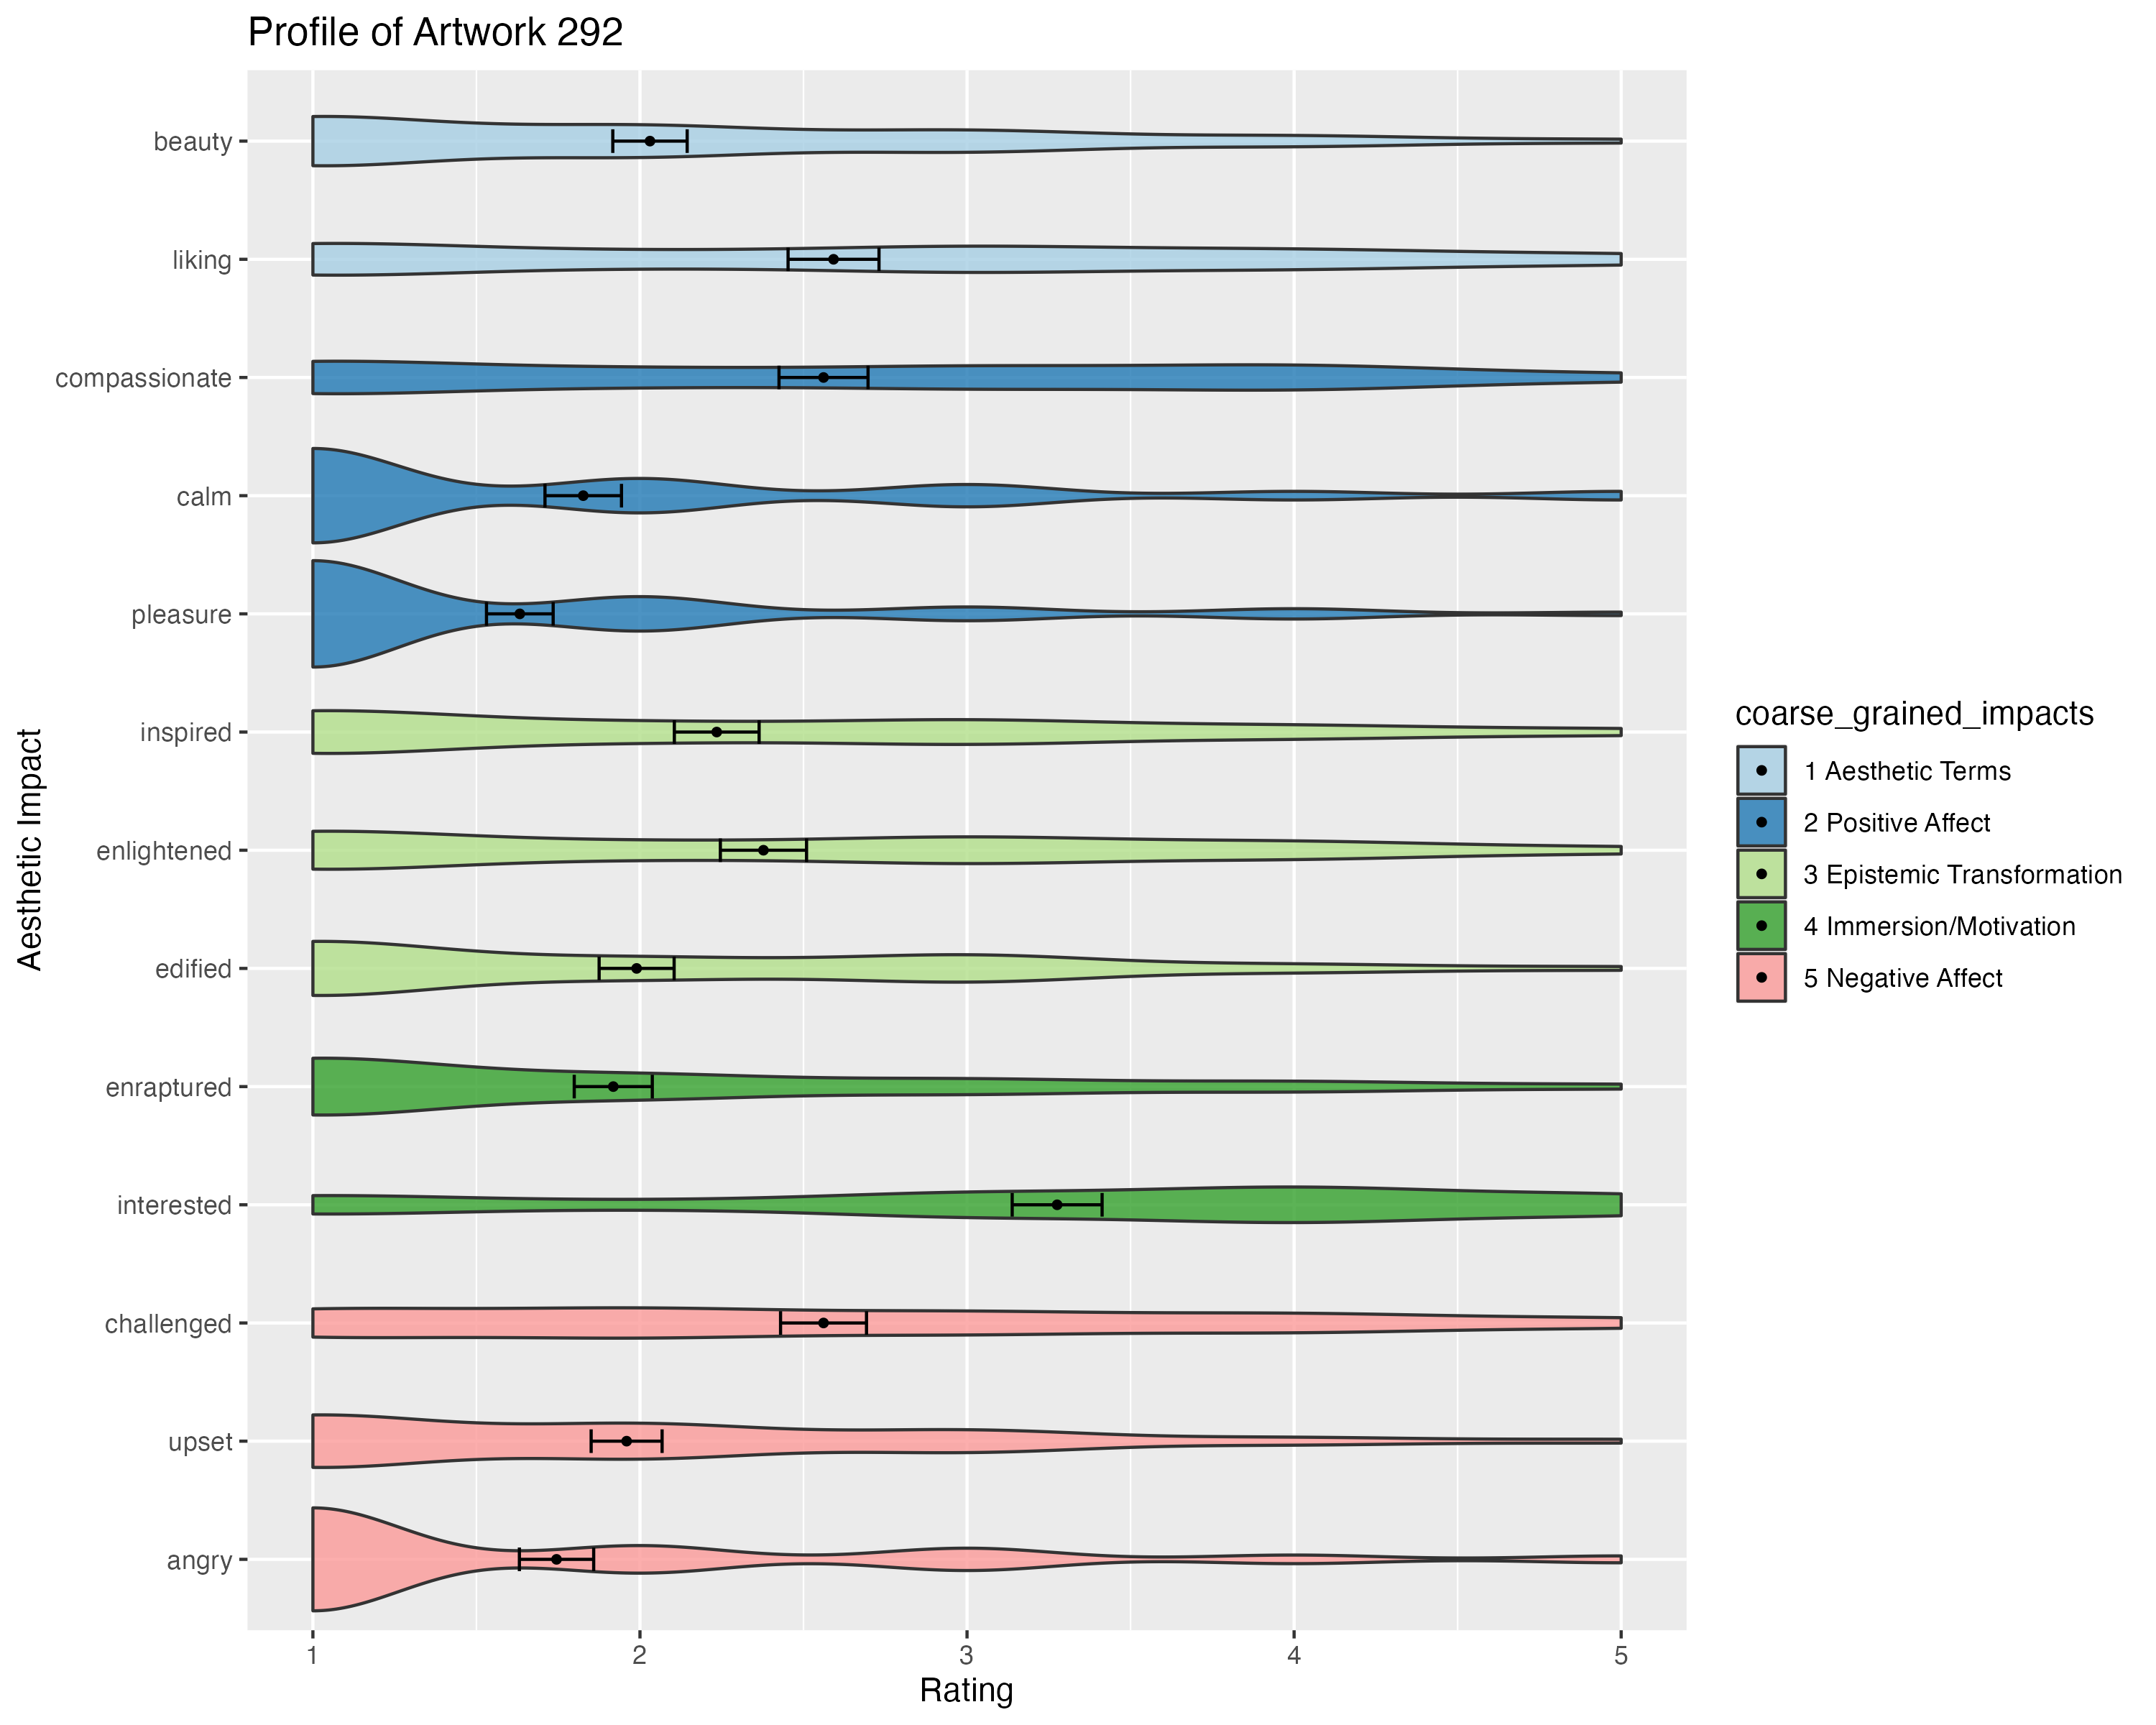 Profile of Artwork 292
beauty
liking
compassionate
calm
pleasure
inspired
enlightened
edified
enraptured
interested
challenged
upset
angry
Aesthetic Impact
1 2 3 4 5
Rating
coarse_grained_impacts
1 Aesthetic Terms
2 Positive Affect
3 Epistemic Transformation
4 Immersion/Motivation
5 Negative Affect